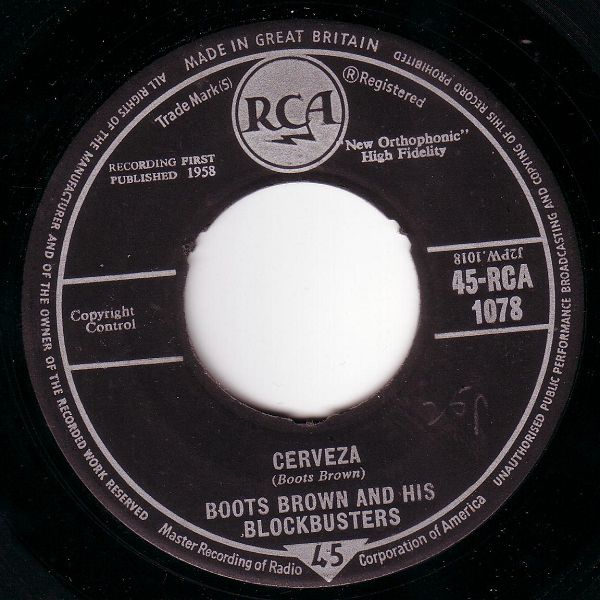 MADE IN GREAT BRITAIN
ALL RIGHTS OF THE MANUFACTURER AND OF THE OWNER OF THE RECORDED WORK RESERVED
UNAUTHORISED PUBLIC PERFORMANCE BROADCASTING AND COPYING OF THIS RECORD PROHIBITED
Trade Mark(s)
RCA
®Registered
"New Orthophonic"
High Fidelity
RECORDING FIRST
PUBLISHED 1958
J2PW.1018
45-RCA
1078
Copyright
Control
CERVEZA
(Boots Brown)
BOOTS BROWN AND HIS
BLOCKBUSTERS
Master Recording of Radio
45
Corporation of America